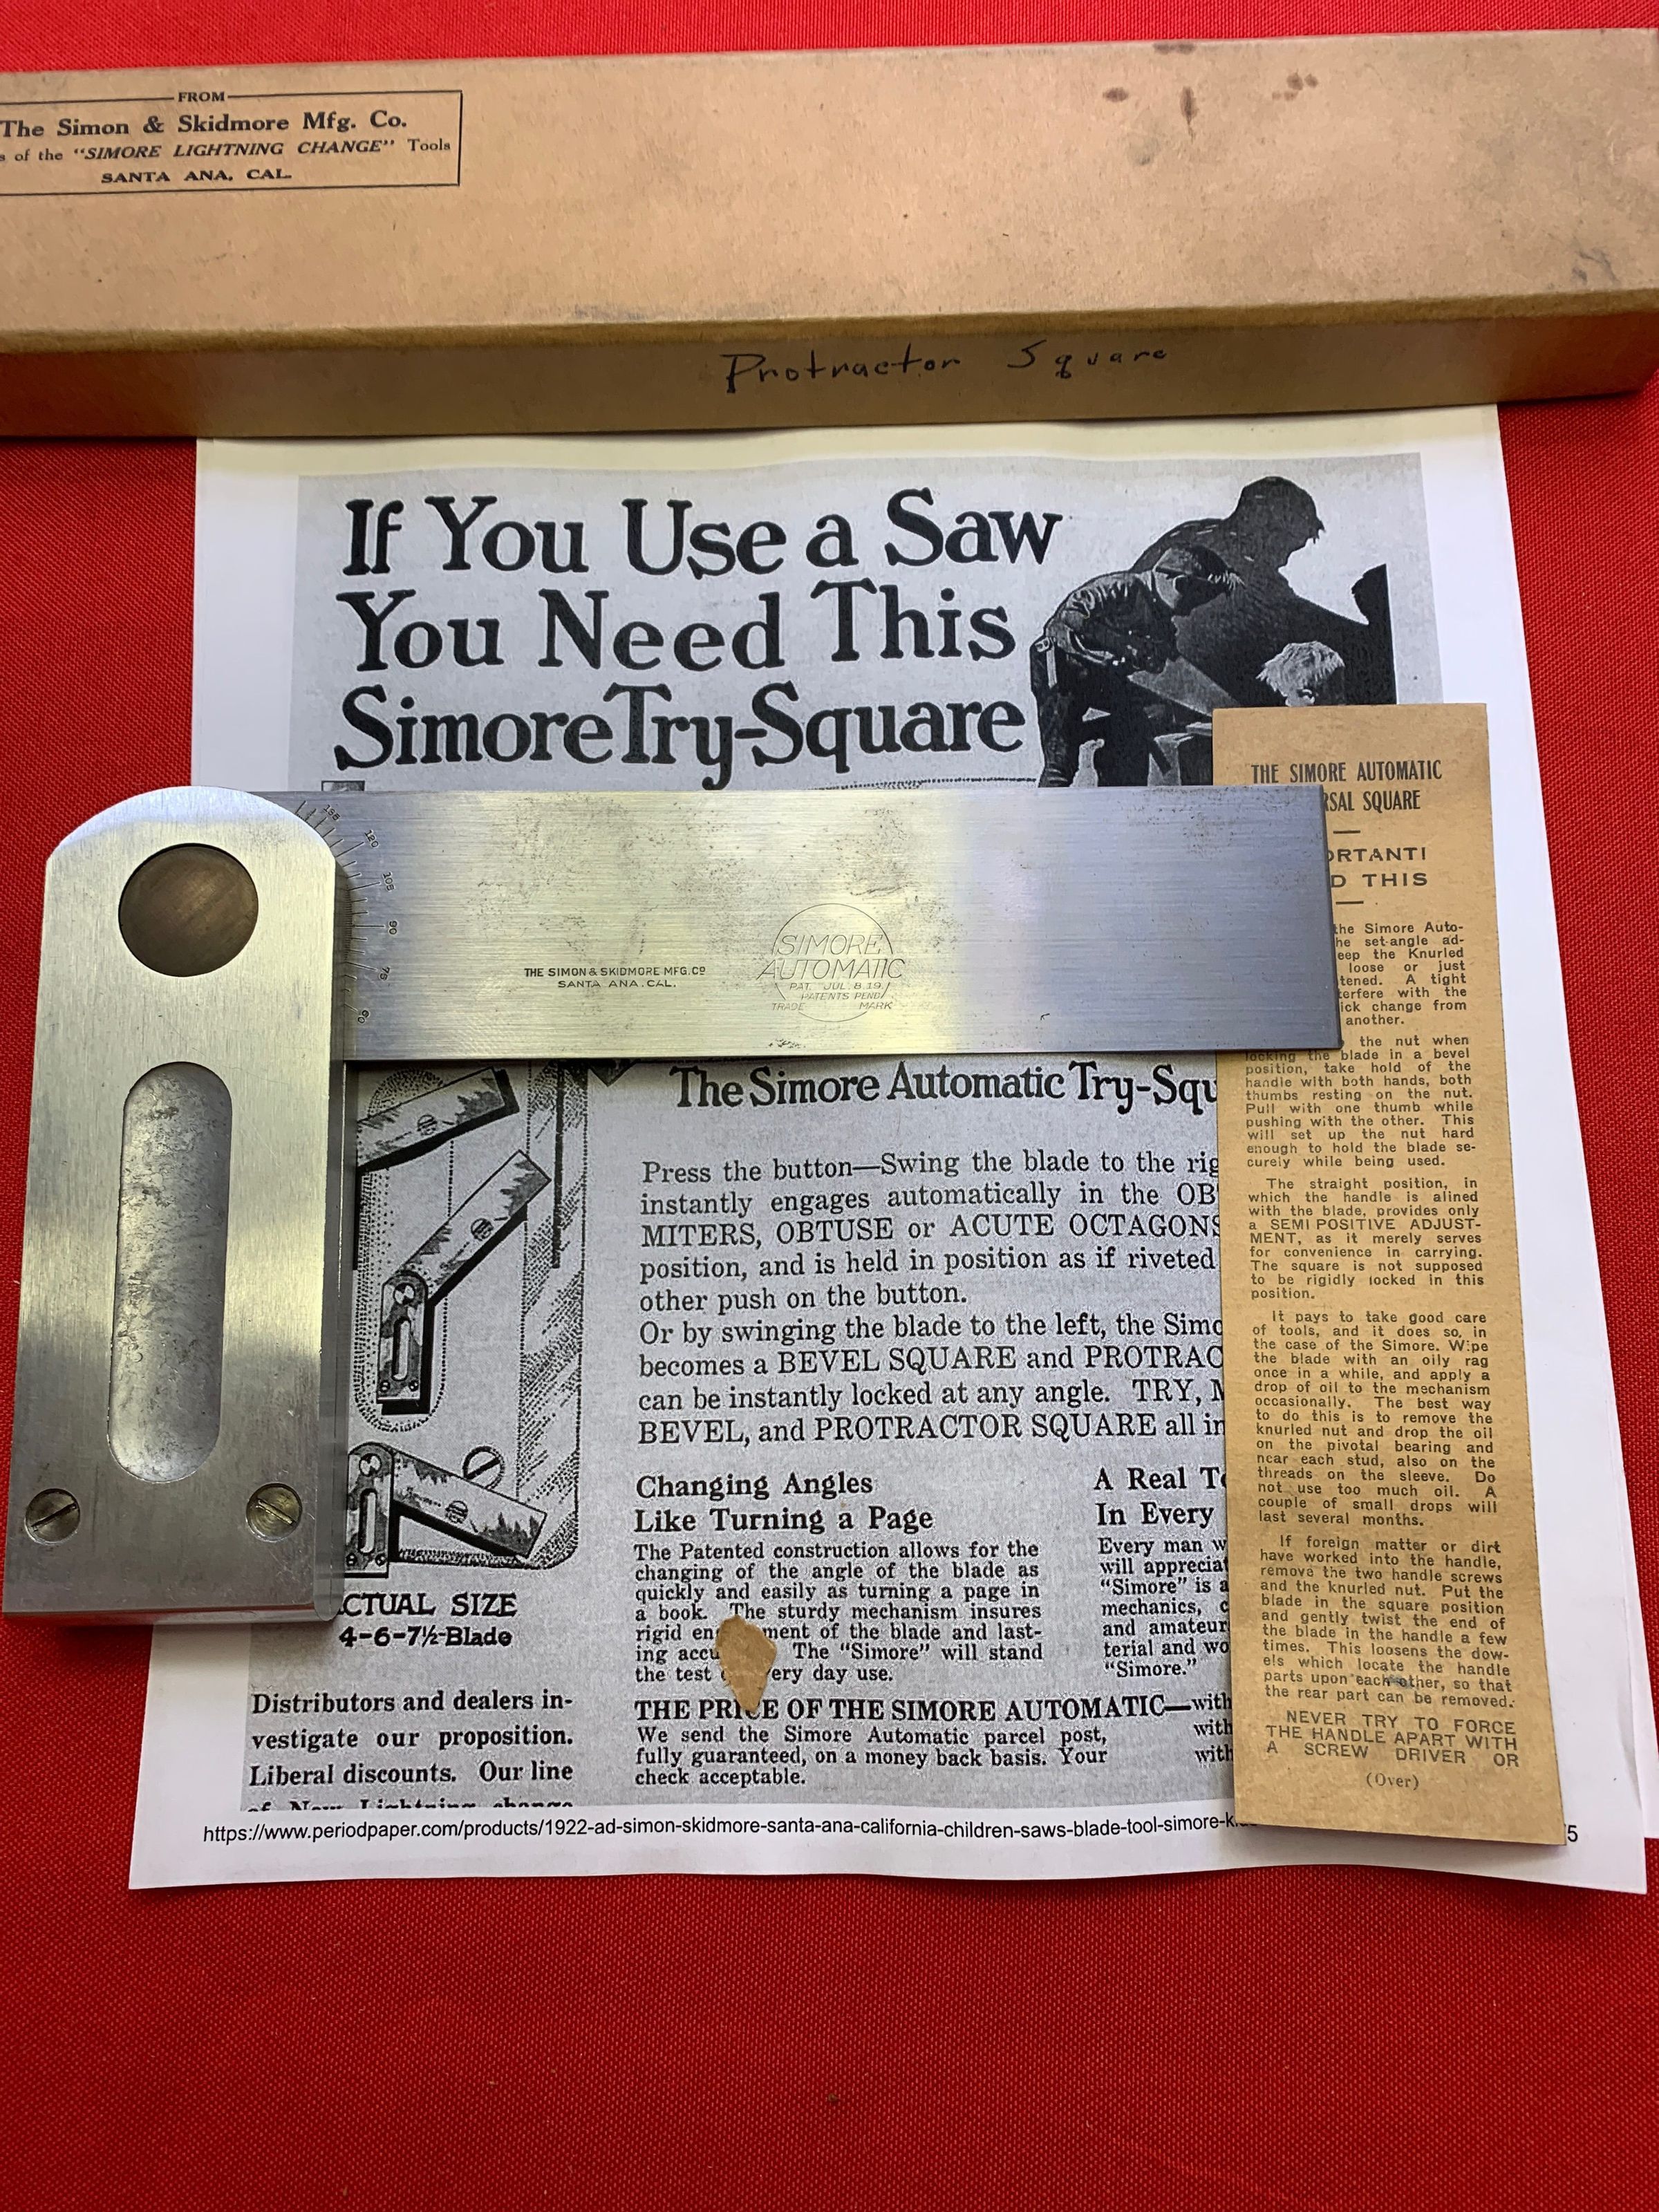 FROM
The Simon & Skidmore Mfg. Co.
s of the "SIMORE LIGHTNING CHANGE" Tools
SANTA ANA, CAL.
Protractor Square
If You Use a Saw
You Need This
Simore Try-Square
135
120
105
90
75
60
THE SIMON & SKIDMORE MFG. CO
SANTA ANA, CAL.
SIMORE
AUTOMATIC
PAT. JUL. 8.19
PATENTS PEND
TRADE MARK
The Simore Automatic Try-Squ
Press the button—Swing the blade to the rig
instantly engages automatically in the OB
MITERS, OBTUSE or ACUTE OCTAGONS
position, and is held in position as if riveted
other push on the button.
Or by swinging the blade to the left, the Simo
becomes a BEVEL SQUARE and PROTRAC
can be instantly locked at any angle. TRY, M
BEVEL, and PROTRACTOR SQUARE all in
Changing Angles
Like Turning a Page
The Patented construction allows for the
changing of the angle of the blade as
quickly and easily as turning a page in
a book. The sturdy mechanism insures
rigid en ment of the blade and last-
ing accu The "Simore" will stand
the test ery day use.
A Real T
In Every
Every man w
will appreciat
"Simore" is a
mechanics, c
and amateur
terial and wo
"Simore."
CTUAL SIZE
4-6-7½-Blade
Distributors and dealers in-
vestigate our proposition.
Liberal discounts. Our line
of New Lightning change
THE PRICE OF THE SIMORE AUTOMATIC—with
We send the Simore Automatic parcel post, with
fully guaranteed, on a money back basis. Your with
check acceptable.
https://www.periodpaper.com/products/1922-ad-simon-skidmore-santa-ana-california-children-saws-blade-tool-simore-k
5
THE SIMORE AUTOMATIC
RSAL SQUARE
ORTANT!
D THIS
the Simore Auto-
he set-angle ad-
eep the Knurled
loose or just
tened. A tight
terfere with the
ick change from
another.
the nut when
locking the blade in a bevel
position, take hold of the
handle with both hands, both
thumbs resting on the nut.
Pull with one thumb while
pushing with the other. This
will set up the nut hard
enough to hold the blade se-
curely while being used.
The straight position, in
which the handle is alined
with the blade, provides only
a SEMI POSITIVE ADJUST-
MENT, as it merely serves
for convenience in carrying.
The square is not supposed
to be rigidly locked in this
position.
It pays to take good care
of tools, and it does so, in
the case of the Simore. Wipe
the blade with an oily rag
once in a while, and apply a
drop of oil to the mechanism
occasionally. The best way
to do this is to remove the
knurled nut and drop the oil
on the pivotal bearing and
near each stud, also on the
threads on the sleeve. Do
not use too much oil. A
couple of small drops will
last several months.
If foreign matter or dirt
have worked into the handle,
remove the two handle screws
and the knurled nut. Put the
blade in the square position
and gently twist the end of
the blade in the handle a few
times. This loosens the dow-
els which locate the handle
parts upon each other, so that
the rear part can be removed.
NEVER TRY TO FORCE
THE HANDLE APART WITH
A SCREW DRIVER OR
(Over)